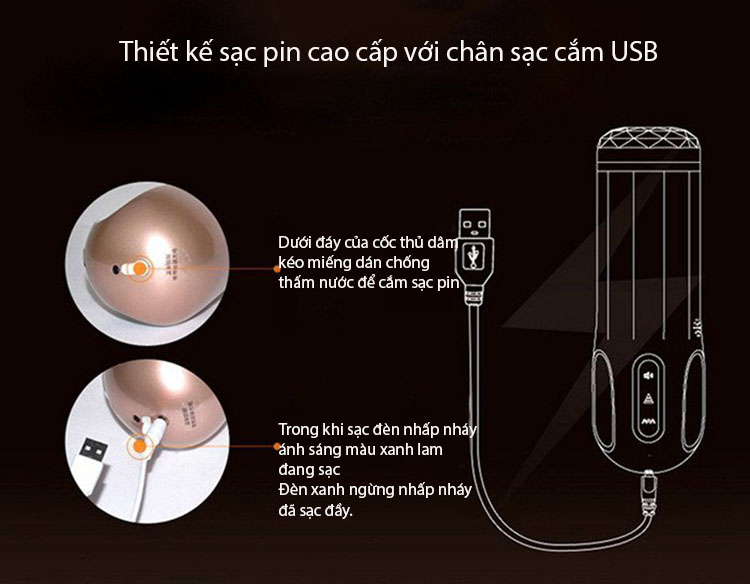 Thiết kế sạc pin cao cấp với chân sạc cắm USB
Dưới đáy của cốc thủ dâm
kéo miếng dán chống
thấm nước để cắm sạc pin
Trong khi sạc đèn nhấp nháy
ánh sáng màu xanh lam
đang sạc
Đèn xanh ngừng nhấp nháy
đã sạc đầy.